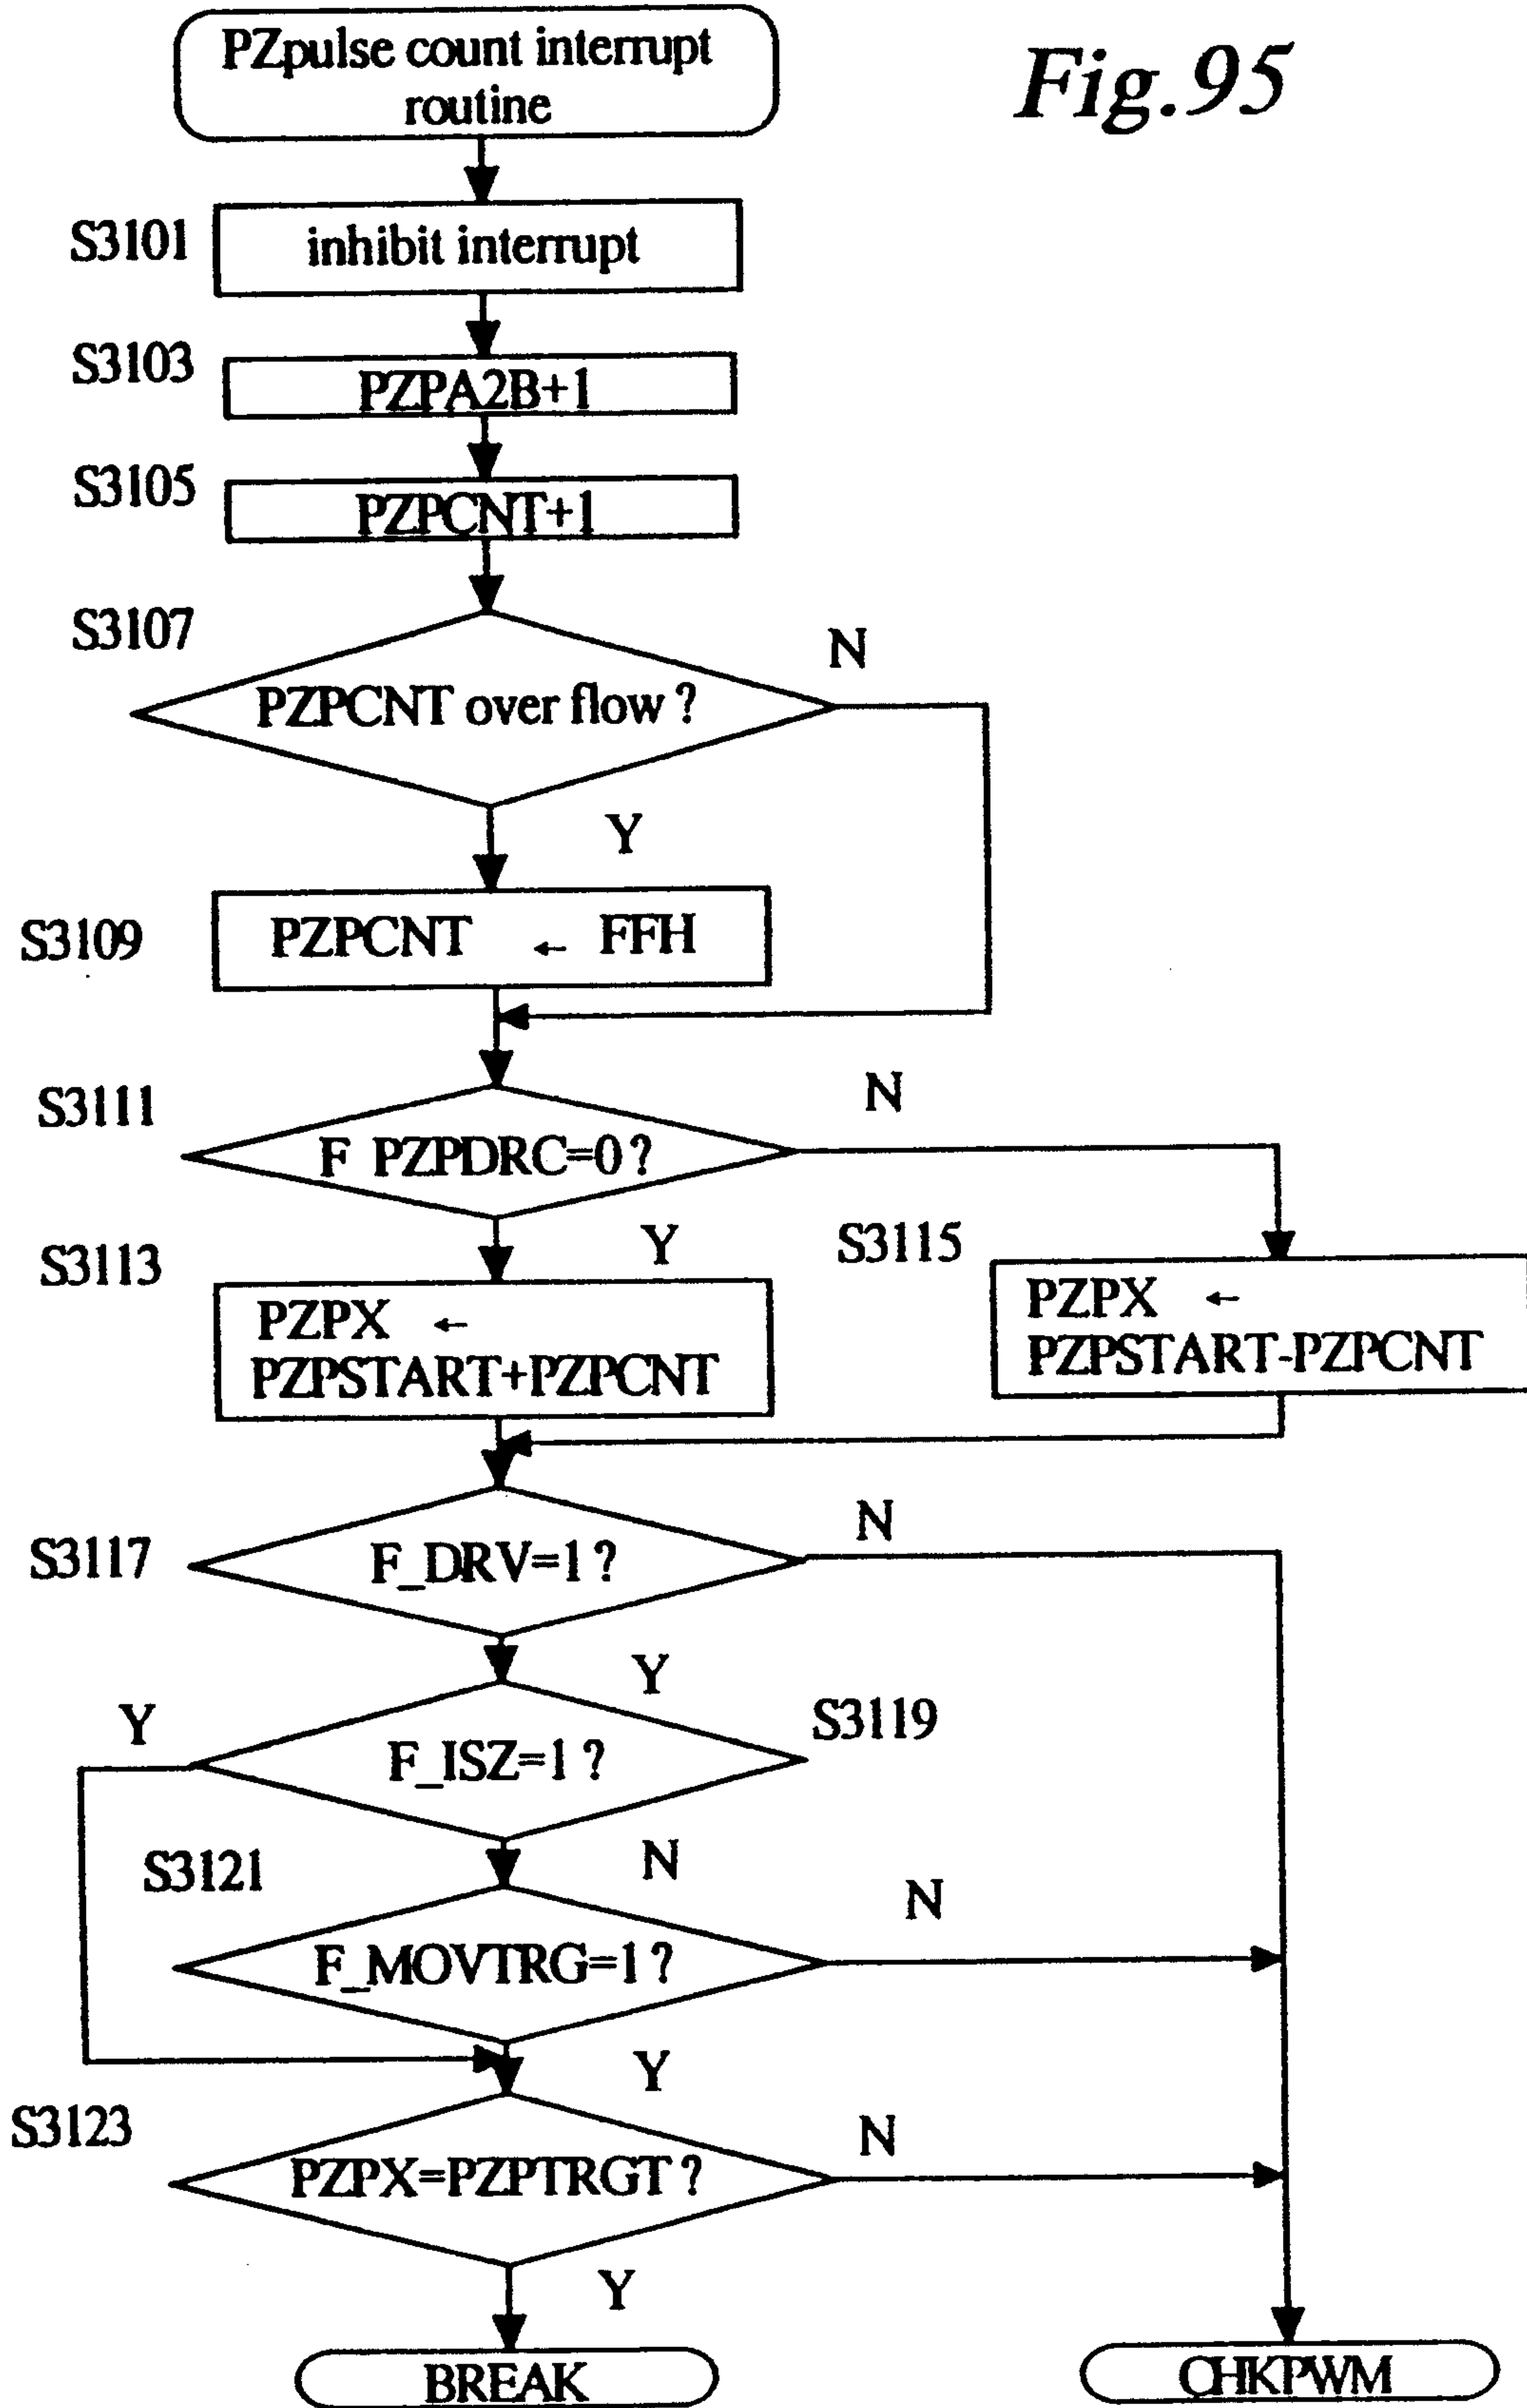 PZpulse count interrupt
routine
Fig.95
S3101
inhibit interrupt
S3103
PZPA2B+1
S3105
PZPCNT+1
S3107
N
PZPCNT over flow ?
Y
S3109
PZPCNT ← FFH
S3111
N
F PZPDRC=0 ?
S3113
Y
S3115
PZPX ←
PZPSTART+PZPCNT
PZPX ←
PZPSTART-PZPCNT
S3117
N
F_DRV=1 ?
Y
Y
S3119
F_ISZ=1 ?
S3121
N
N
F_MOVTRG=1 ?
Y
S3123
N
PZPX=PZPTRGT ?
Y
BREAK
CHKPWM